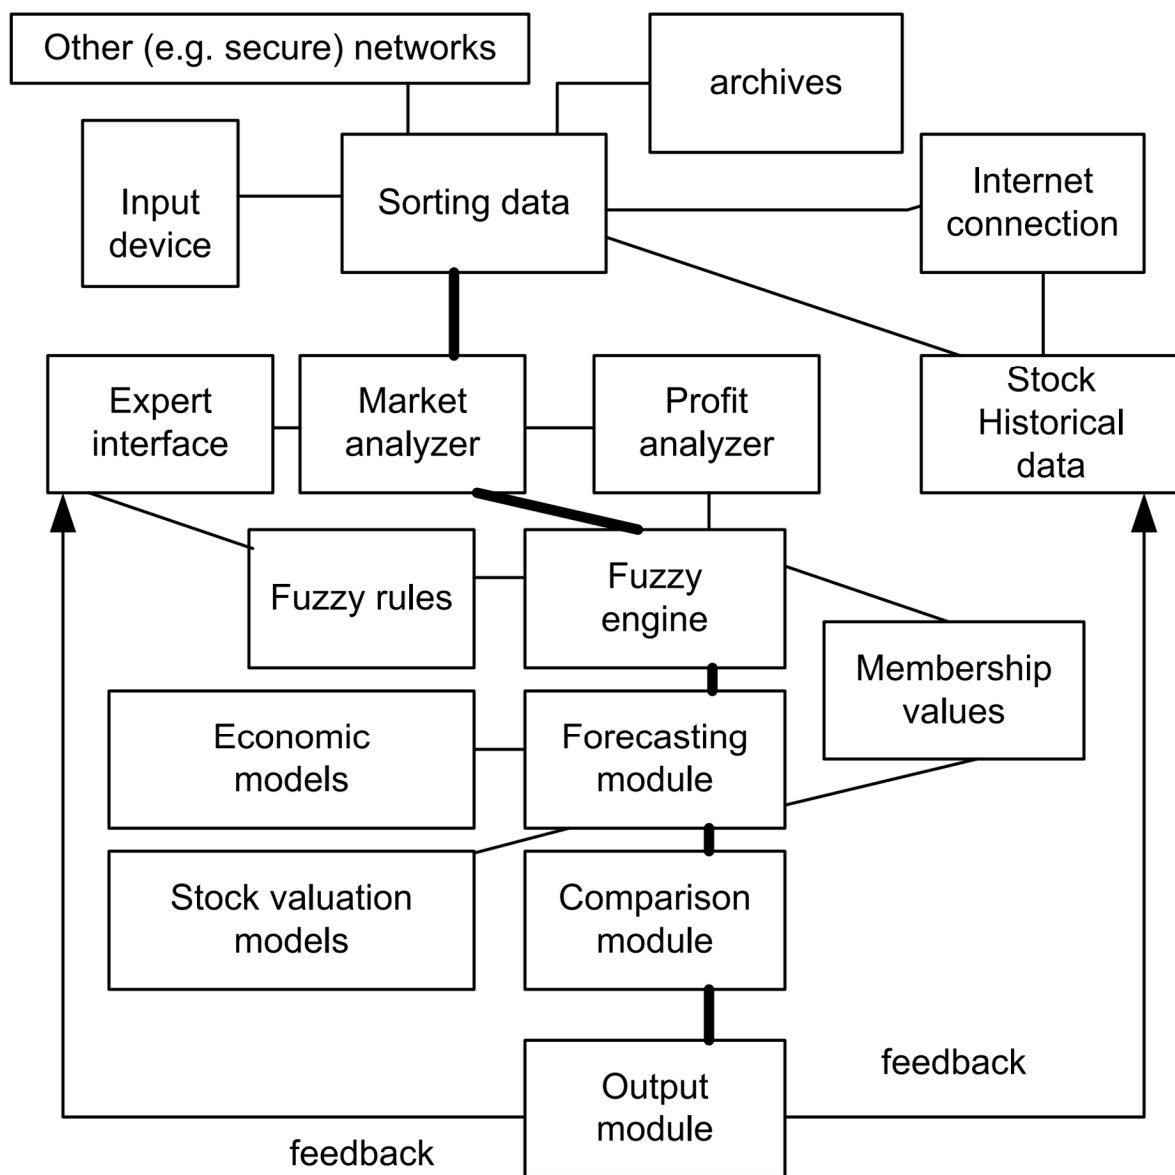 Other (e.g. secure) networks
archives
Input
device
Sorting data
Internet
connection
Expert
interface
Market
analyzer
Profit
analyzer
Stock
Historical
data
Fuzzy rules
Fuzzy
engine
Membership
values
Economic
models
Forecasting
module
Stock valuation
models
Comparison
module
Output
module
feedback
feedback